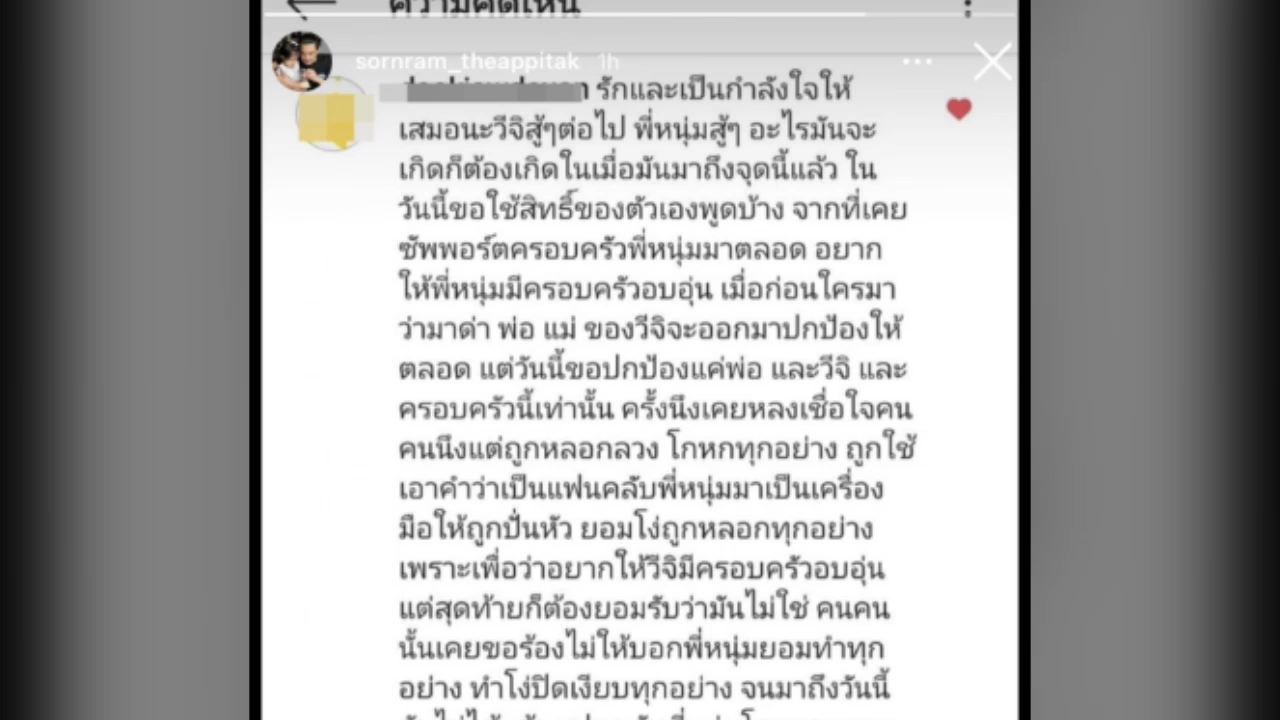 ความคิดเห็น
sornram_theappitak 1h
รักและเป็นกำลังใจให้
เสมอนะวีจิสู้ๆต่อไป พี่หนุ่มสู้ๆ อะไรมันจะ
เกิดก็ต้องเกิดในเมื่อมันมาถึงจุดนี้แล้ว ใน
วันนี้ขอใช้สิทธิ์ของตัวเองพูดบ้าง จากที่เคย
ซัพพอร์ตครอบครัวพี่หนุ่มมาตลอด อยาก
ให้พี่หนุ่มมีครอบครัวอบอุ่น เมื่อก่อนใครมา
ว่ามาด่า พ่อ แม่ ของวีจิจะออกมาปกป้องให้
ตลอด แต่วันนี้ขอปกป้องแค่พ่อ และวีจิ และ
ครอบครัวนี้เท่านั้น ครั้งนึงเคยหลงเชื่อใจคน
คนนึงแต่ถูกหลอกลวง โกหกทุกอย่าง ถูกใช้
เอาคำว่าเป็นแฟนคลับพี่หนุ่มมาเป็นเครื่อง
มือให้ถูกปั่นหัว ยอมโง่ถูกหลอกทุกอย่าง
เพราะเพื่อว่าอยากให้วีจิมีครอบครัวอบอุ่น
แต่สุดท้ายก็ต้องยอมรับว่ามันไม่ใช่ คนคน
นั้นเคยขอร้องไม่ให้บอกพี่หนุ่มยอมทำทุก
อย่าง ทำโง่ปิดเงียบทุกอย่าง จนมาถึงวันนี้